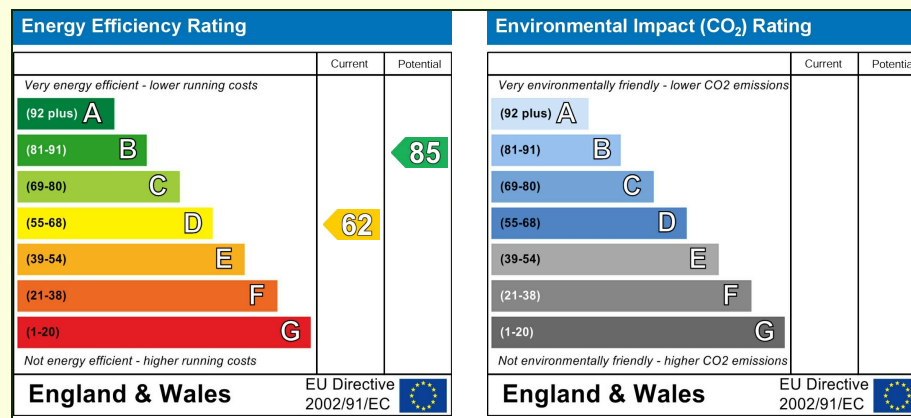 Energy Efficiency Rating
Current Potential
Very energy efficient - lower running costs
(92 plus) A
(81-91) B
85
(69-80) C
(55-68) D
62
(39-54) E
(21-38) F
(1-20) G
Not energy efficient - higher running costs
England & Wales
EU Directive
2002/91/EC
Environmental Impact (CO₂) Rating
Current Potential
Very environmentally friendly - lower CO2 emissions
(92 plus) A
(81-91) B
(69-80) C
(55-68) D
(39-54) E
(21-38) F
(1-20) G
Not environmentally friendly - higher CO2 emissions
England & Wales
EU Directive
2002/91/EC